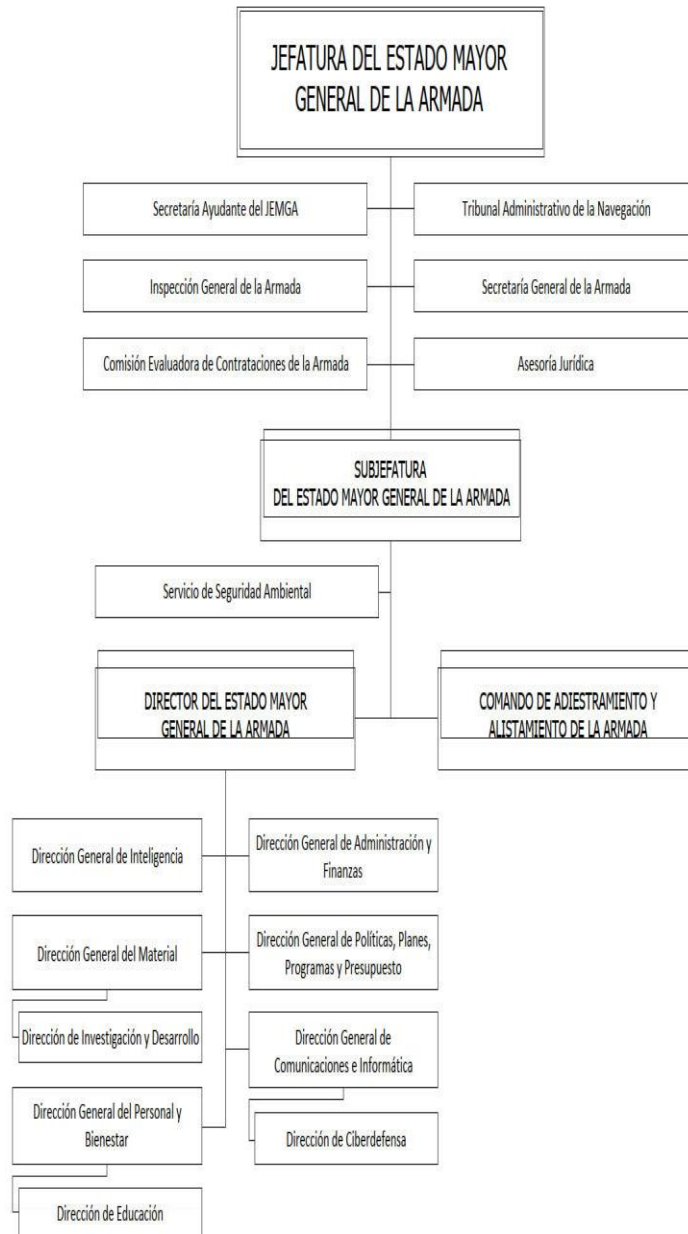 JEFATURA DEL ESTADO MAYOR
GENERAL DE LA ARMADA
Secretaría Ayudante del JEMGA
Tribunal Administrativo de la Navegación
Inspección General de la Armada
Secretaría General de la Armada
Comisión Evaluadora de Contrataciones de la Armada
Asesoría Jurídica
SUBJEFATURA
DEL ESTADO MAYOR GENERAL DE LA ARMADA
Servicio de Seguridad Ambiental
DIRECTOR DEL ESTADO MAYOR
GENERAL DE LA ARMADA
COMANDO DE ADIESTRAMIENTO Y
ALISTAMIENTO DE LA ARMADA
Dirección General de Inteligencia
Dirección General de Administración y
Finanzas
Dirección General del Material
Dirección General de Políticas, Planes,
Programas y Presupuesto
Dirección de Investigación y Desarrollo
Dirección General de
Comunicaciones e Informática
Dirección General del Personal y
Bienestar
Dirección de Ciberdefensa
Dirección de Educación